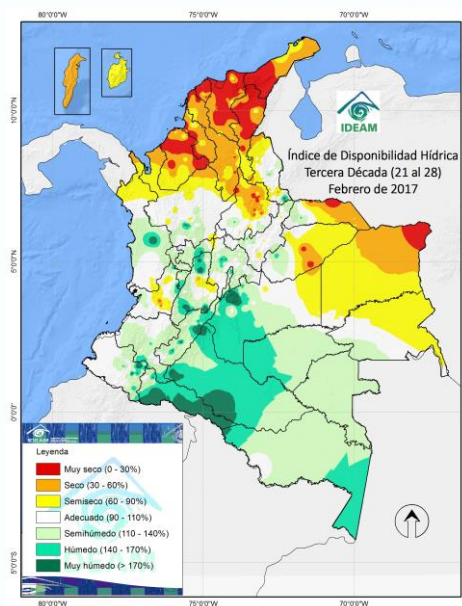 80°0'0"W
75°0'0"W
70°0'0"W
10°0'0"N
IDEAM
Índice de Disponibilidad Hídrica
Tercera Década (21 al 28)
Febrero de 2017
5°0'0"N
0°0'0"
IDEAM
Leyenda
Muy seco (0 - 30%)
Seco (30 - 60%)
Semiseco (60 - 90%)
Adecuado (90 - 110%)
Semihúmedo (110 - 140%)
Húmedo (140 - 170%)
Muy húmedo (> 170%)
IDEAM
5°0'0"S
80°0'0"W
75°0'0"W
70°0'0"W